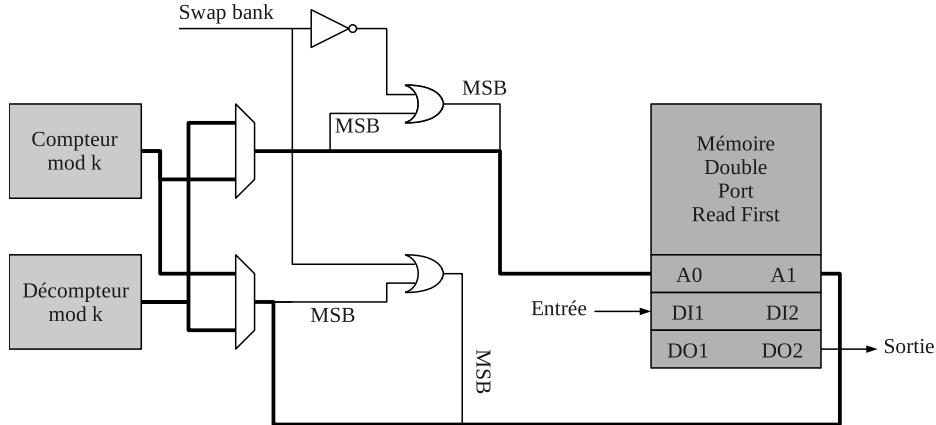 Swap bank
MSB
MSB
Compteur
mod k
Mémoire
Double
Port
Read First
Décompteur
mod k
A0 A1
MSB
Entrée
DI1 DI2
DO1 DO2
Sortie
MSB